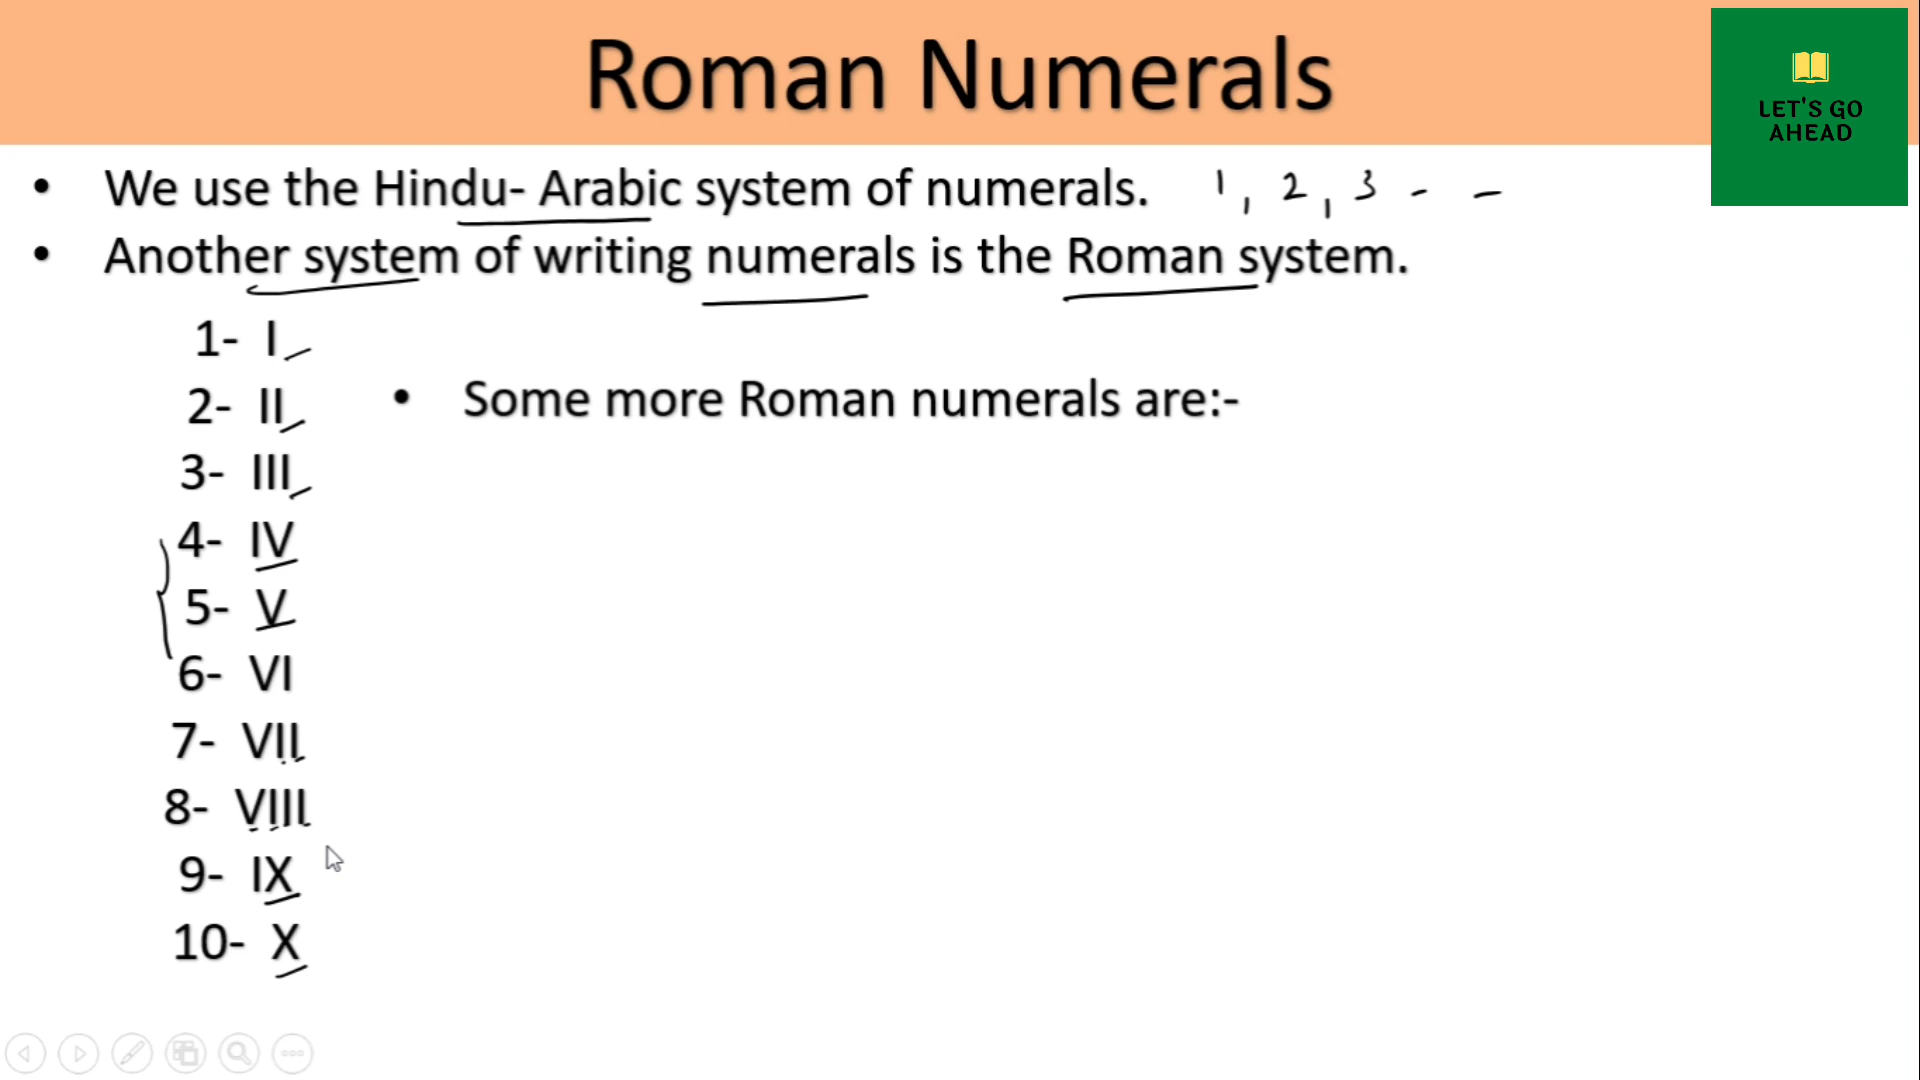 Roman Numerals
LET'S GO
AHEAD
• We use the Hindu- Arabic system of numerals. 1, 2, 3 - -
• Another system of writing numerals is the Roman system.
1- I
2- II
• Some more Roman numerals are:-
3- III
4- IV
5- V
6- VI
7- VII
8- VIII
9- IX
10- X